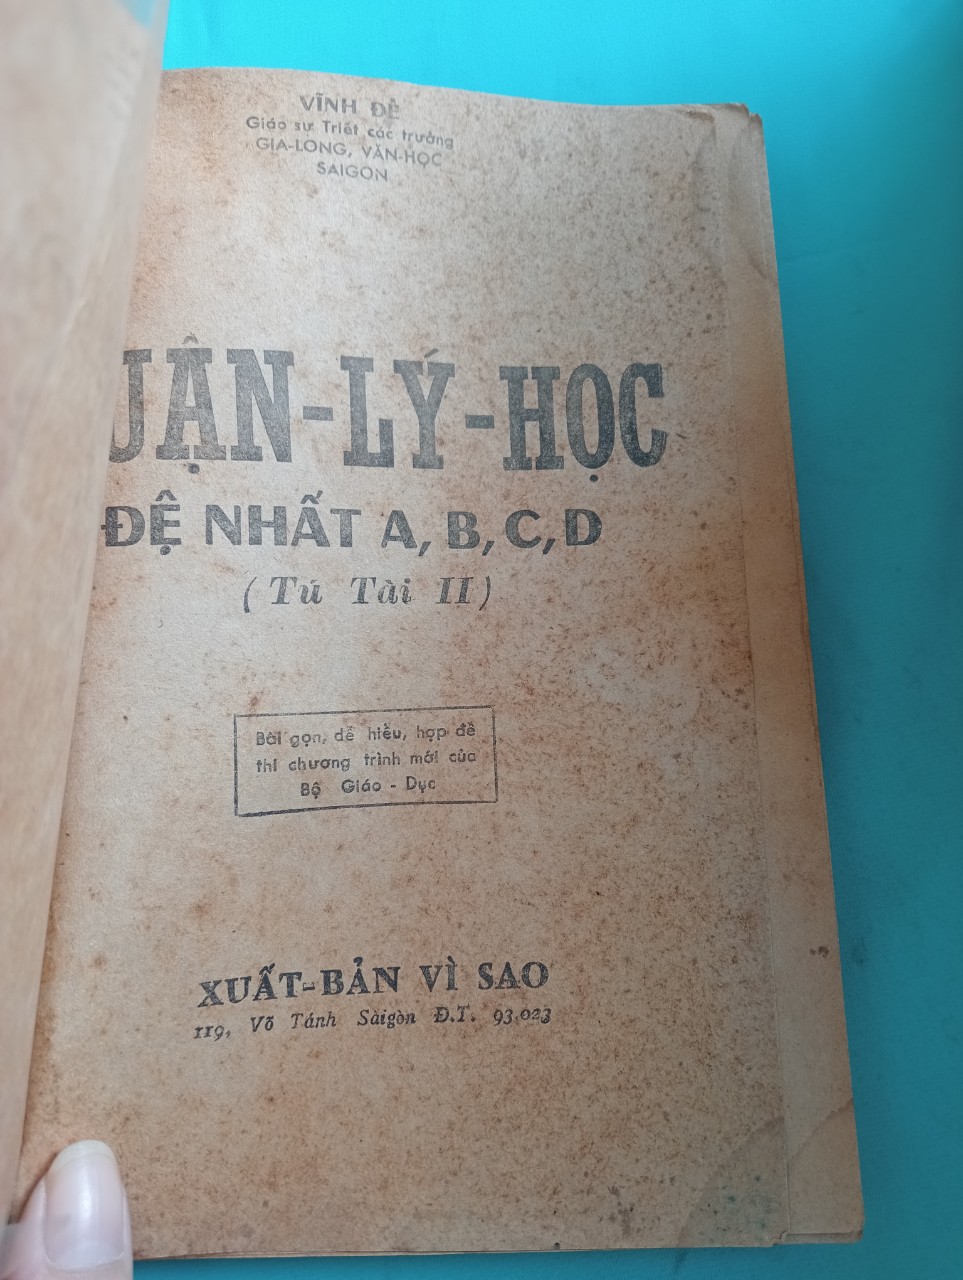 VĨNH ĐỀ
Giáo sư Triết các trường
GIA-LONG, VĂN-HỌC
SAIGON
UẬN-LÝ-HỌC
ĐỆ NHẤT A, B, C, D
(Tú Tài II)
Bài gọn, dễ hiểu, hợp đề
thi chương trình mới của
Bộ Giáo - Dục
XUẤT-BẢN VÌ SAO
119, Võ Tánh Sàigòn Đ.T. 93.023